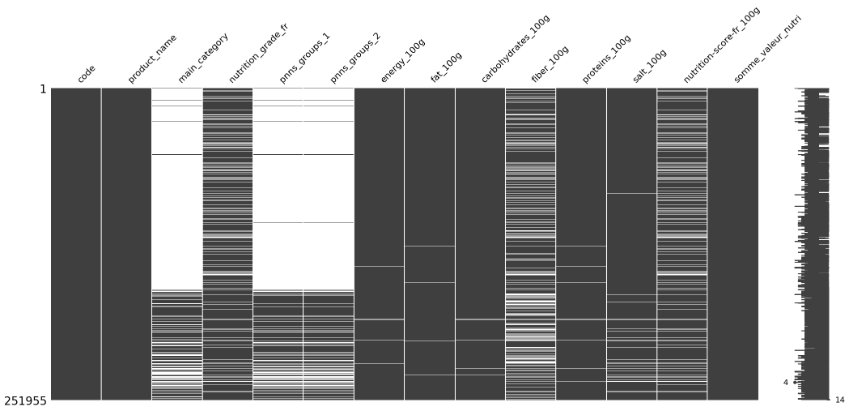 code
product_name
main_category
nutrition_grade_fr
pnns_groups_1
pnns_groups_2
energy_100g
fat_100g
carbohydrates_100g
fiber_100g
proteins_100g
salt_100g
nutrition-score-fr_100g
somme_valeur_nutri
1
4
251955
14